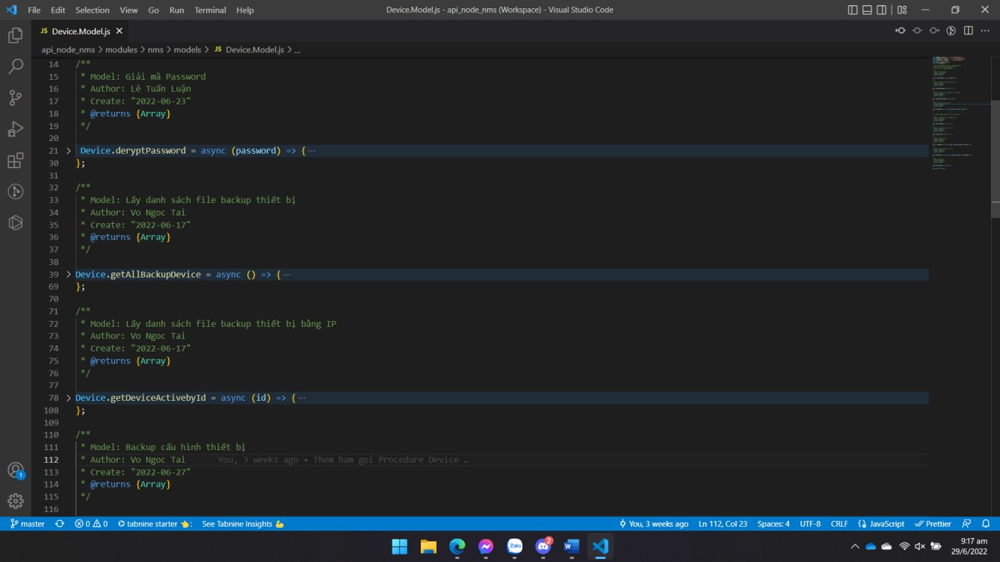 File Edit Selection View Go Run Terminal Help Device.Model.js - api_node_nms (Workspace) - Visual Studio Code
JS Device.Model.js
api_node_nms > modules > nms > models > JS Device.Model.js > ...
14 /**
15 * Model: Giải mã Password
16 * Author: Lê Tuấn Luận
17 * Create: "2022-06-23"
18 * @returns {Array}
19 */
20
21 > Device.deryptPassword = async (password) => { ...
30 };
31
32 /**
33 * Model: Lấy danh sách file backup thiết bị
34 * Author: Vo Ngoc Tai
35 * Create: "2022-06-17"
36 * @returns {Array}
37 */
38
39 > Device.getAllBackupDevice = async () => { ...
69 };
70
71 /**
72 * Model: Lấy danh sách file backup thiết bị bằng IP
73 * Author: Vo Ngoc Tai
74 * Create: "2022-06-17"
75 * @returns {Array}
76 */
77
78 > Device.getDeviceActivebyId = async (id) => { ...
108 };
109
110 /**
111 * Model: Backup cấu hình thiết bị
112 * Author: Vo Ngoc Tai You, 3 weeks ago • Them ham goi Procedure Device …
113 * Create: "2022-06-27"
114 * @returns {Array}
115 */
116
1
master 0 0 tabnine starter : See Tabnine Insights You, 3 weeks ago Ln 112, Col 23 Spaces: 4 UTF-8 CRLF JavaScript Prettier
Zalo 2 W
9:17 am
29/6/2022